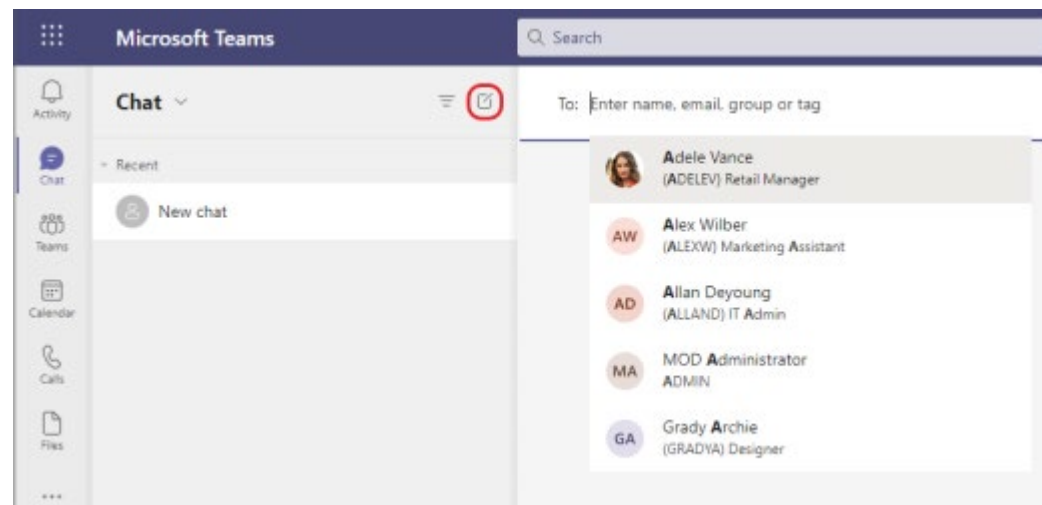 Microsoft Teams
Search
Activity
Chat
Teams
Calendar
Calls
Files
Chat
Recent
New chat
To: Enter name, email, group or tag
Adele Vance
(ADELEV) Retail Manager
AW
Alex Wilber
(ALEXW) Marketing Assistant
AD
Allan Deyoung
(ALLAND) IT Admin
MA
MOD Administrator
ADMIN
GA
Grady Archie
(GRADYA) Designer